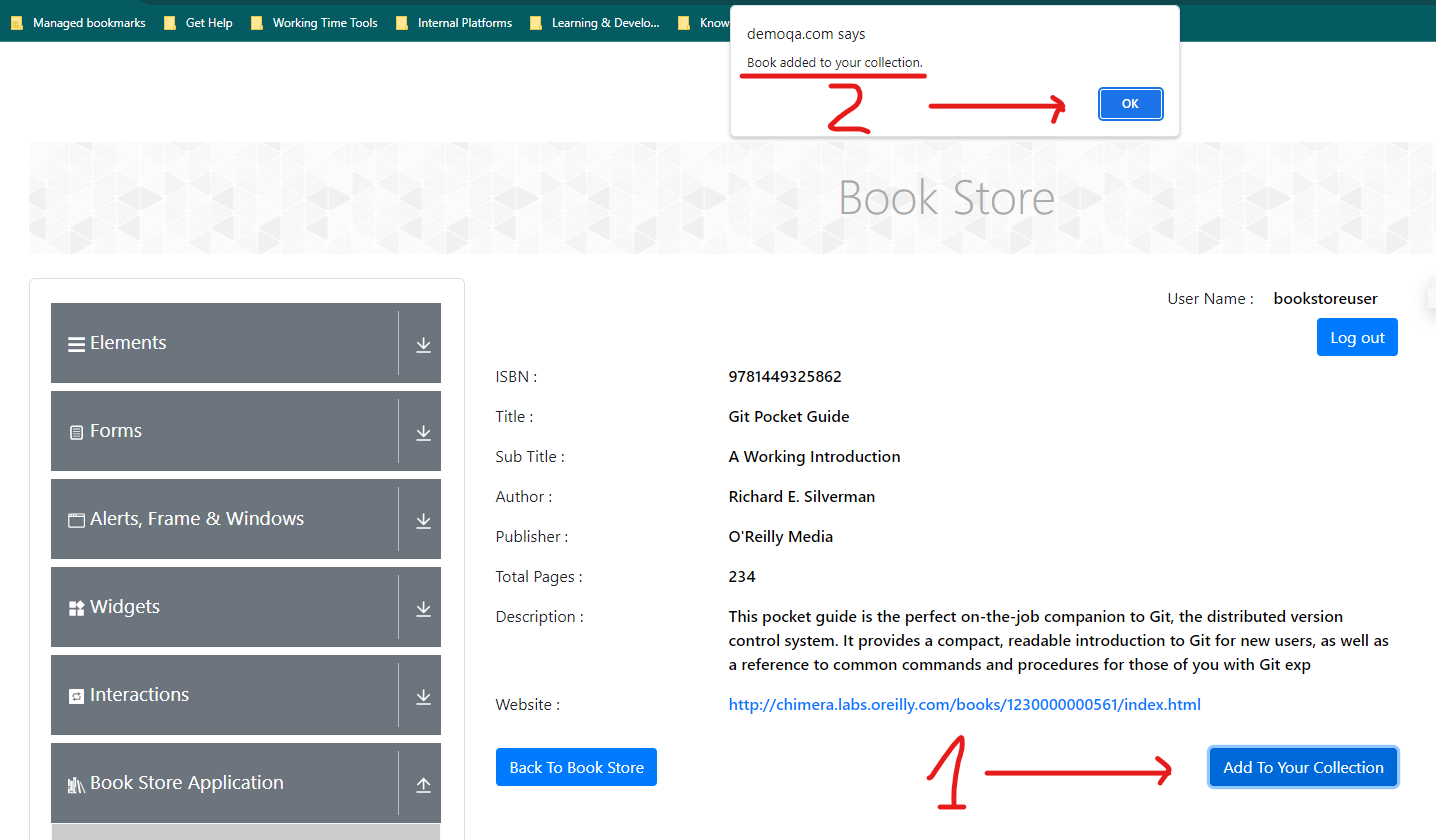 Managed bookmarks Get Help Working Time Tools Internal Platforms Learning & Develo... Know
demoqa.com says
Book added to your collection.
2
OK
Book Store
User Name : bookstoreuser
Log out
Elements
Forms
Alerts, Frame & Windows
Widgets
Interactions
Book Store Application
ISBN : 9781449325862
Title : Git Pocket Guide
Sub Title : A Working Introduction
Author : Richard E. Silverman
Publisher : O'Reilly Media
Total Pages : 234
Description : This pocket guide is the perfect on-the-job companion to Git, the distributed version
control system. It provides a compact, readable introduction to Git for new users, as well as
a reference to common commands and procedures for those of you with Git exp
Website : http://chimera.labs.oreilly.com/books/1230000000561/index.html
Back To Book Store 1 Add To Your Collection